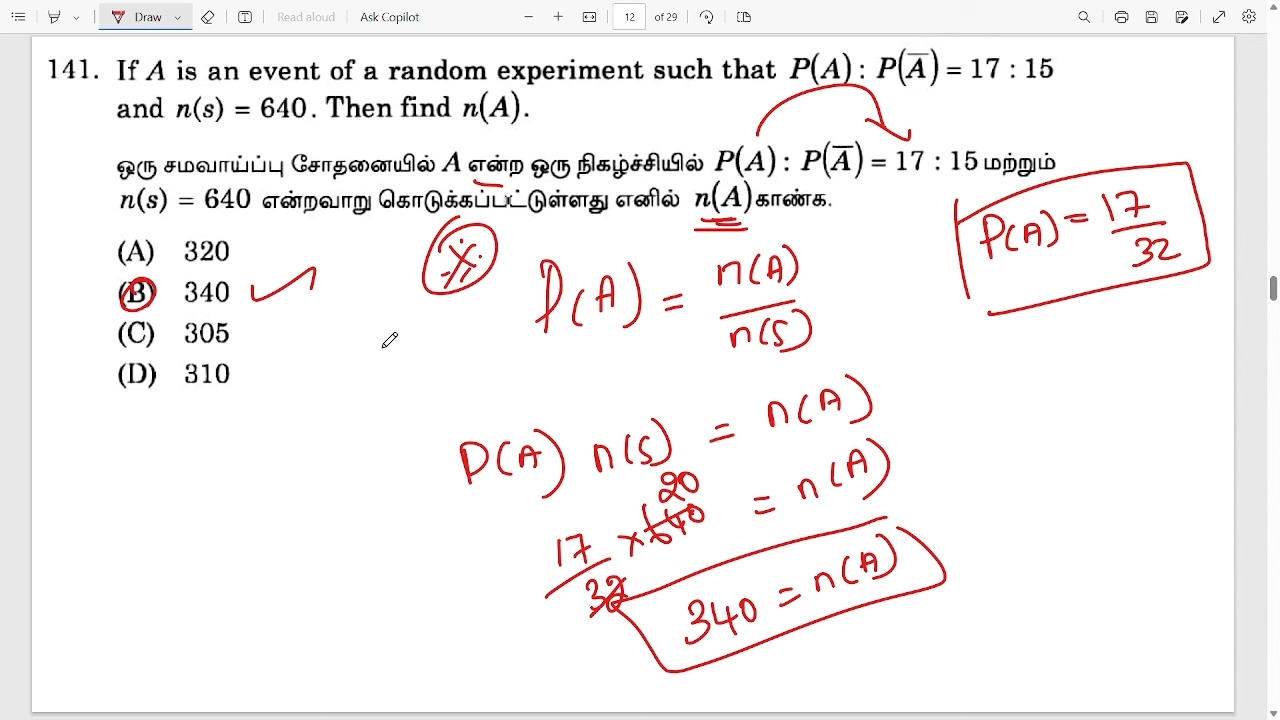 Draw
Read aloud
Ask Copilot
12 of 29
141. If A is an event of a random experiment such that P(A) : P(A̅) = 17 : 15
and n(s) = 640. Then find n(A).
ஒரு சமவாய்ப்பு சோதனையில் A என்ற ஒரு நிகழ்ச்சியில் P(A) : P(A̅) = 17 : 15 மற்றும்
n(s) = 640 என்றவாறு கொடுக்கப்பட்டுள்ளது எனில் n(A) காண்க.
(A) 320
(B) 340
(C) 305
(D) 310
P(A) = 17/32
P(A) = n(A)/n(S)
P(A) n(S) = n(A)
20
17/32 × 640 = n(A)
340 = n(A)